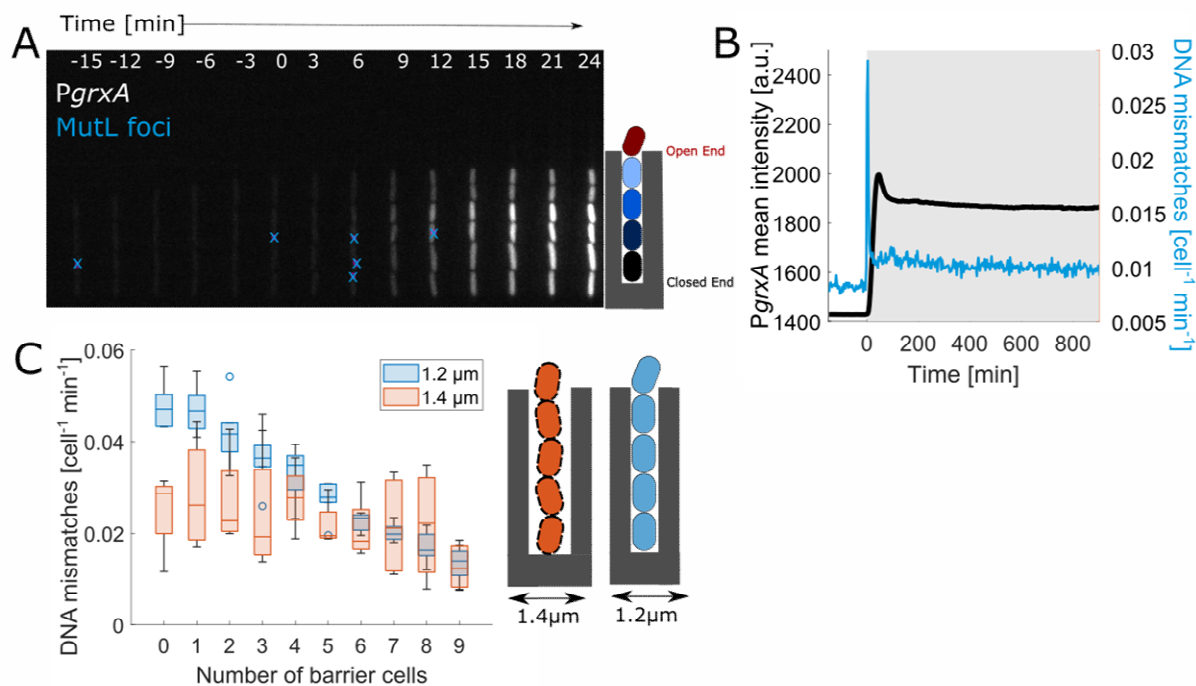 A
Time [min]
-15 -12 -9 -6 -3 0 3 6 9 12 15 18 21 24
PgrxA
MutL foci
x x x x x x
Open End
Closed End
B
PgrxA mean intensity [a.u.]
2400
2200
2000
1800
1600
1400
0.03
0.025
0.02
0.015
0.01
0.005
DNA mismatches [cell-1 min-1]
0 200 400 600 800
Time [min]
C
DNA mismatches [cell-1 min-1]
0.06
0.04
0.02
0
1.2 µm
1.4 µm
0 1 2 3 4 5 6 7 8 9
Number of barrier cells
1.4µm
1.2µm